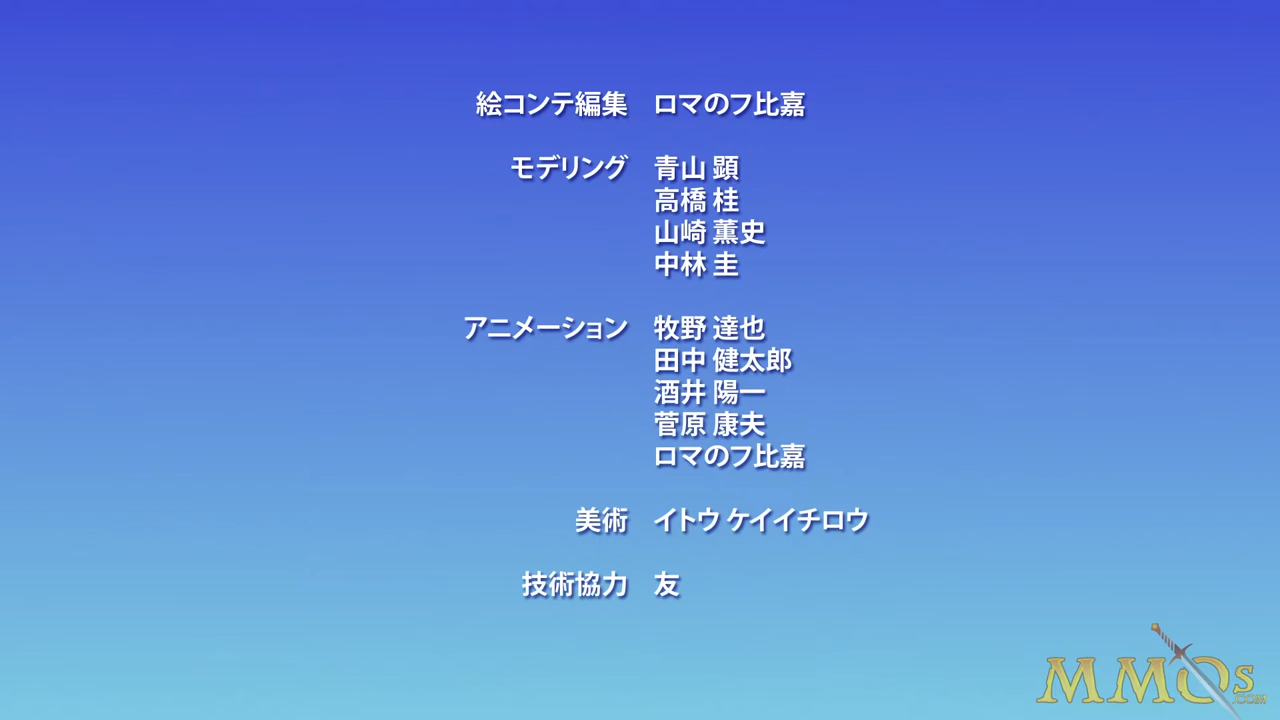 絵コンテ編集 ロマのフ比嘉
モデリング 青山 顕
高橋 桂
山崎 薫史
中林 圭
アニメーション 牧野 達也
田中 健太郎
酒井 陽一
菅原 康夫
ロマのフ比嘉
美術 イトウ ケイイチロウ
技術協力 友
MMOs.COM